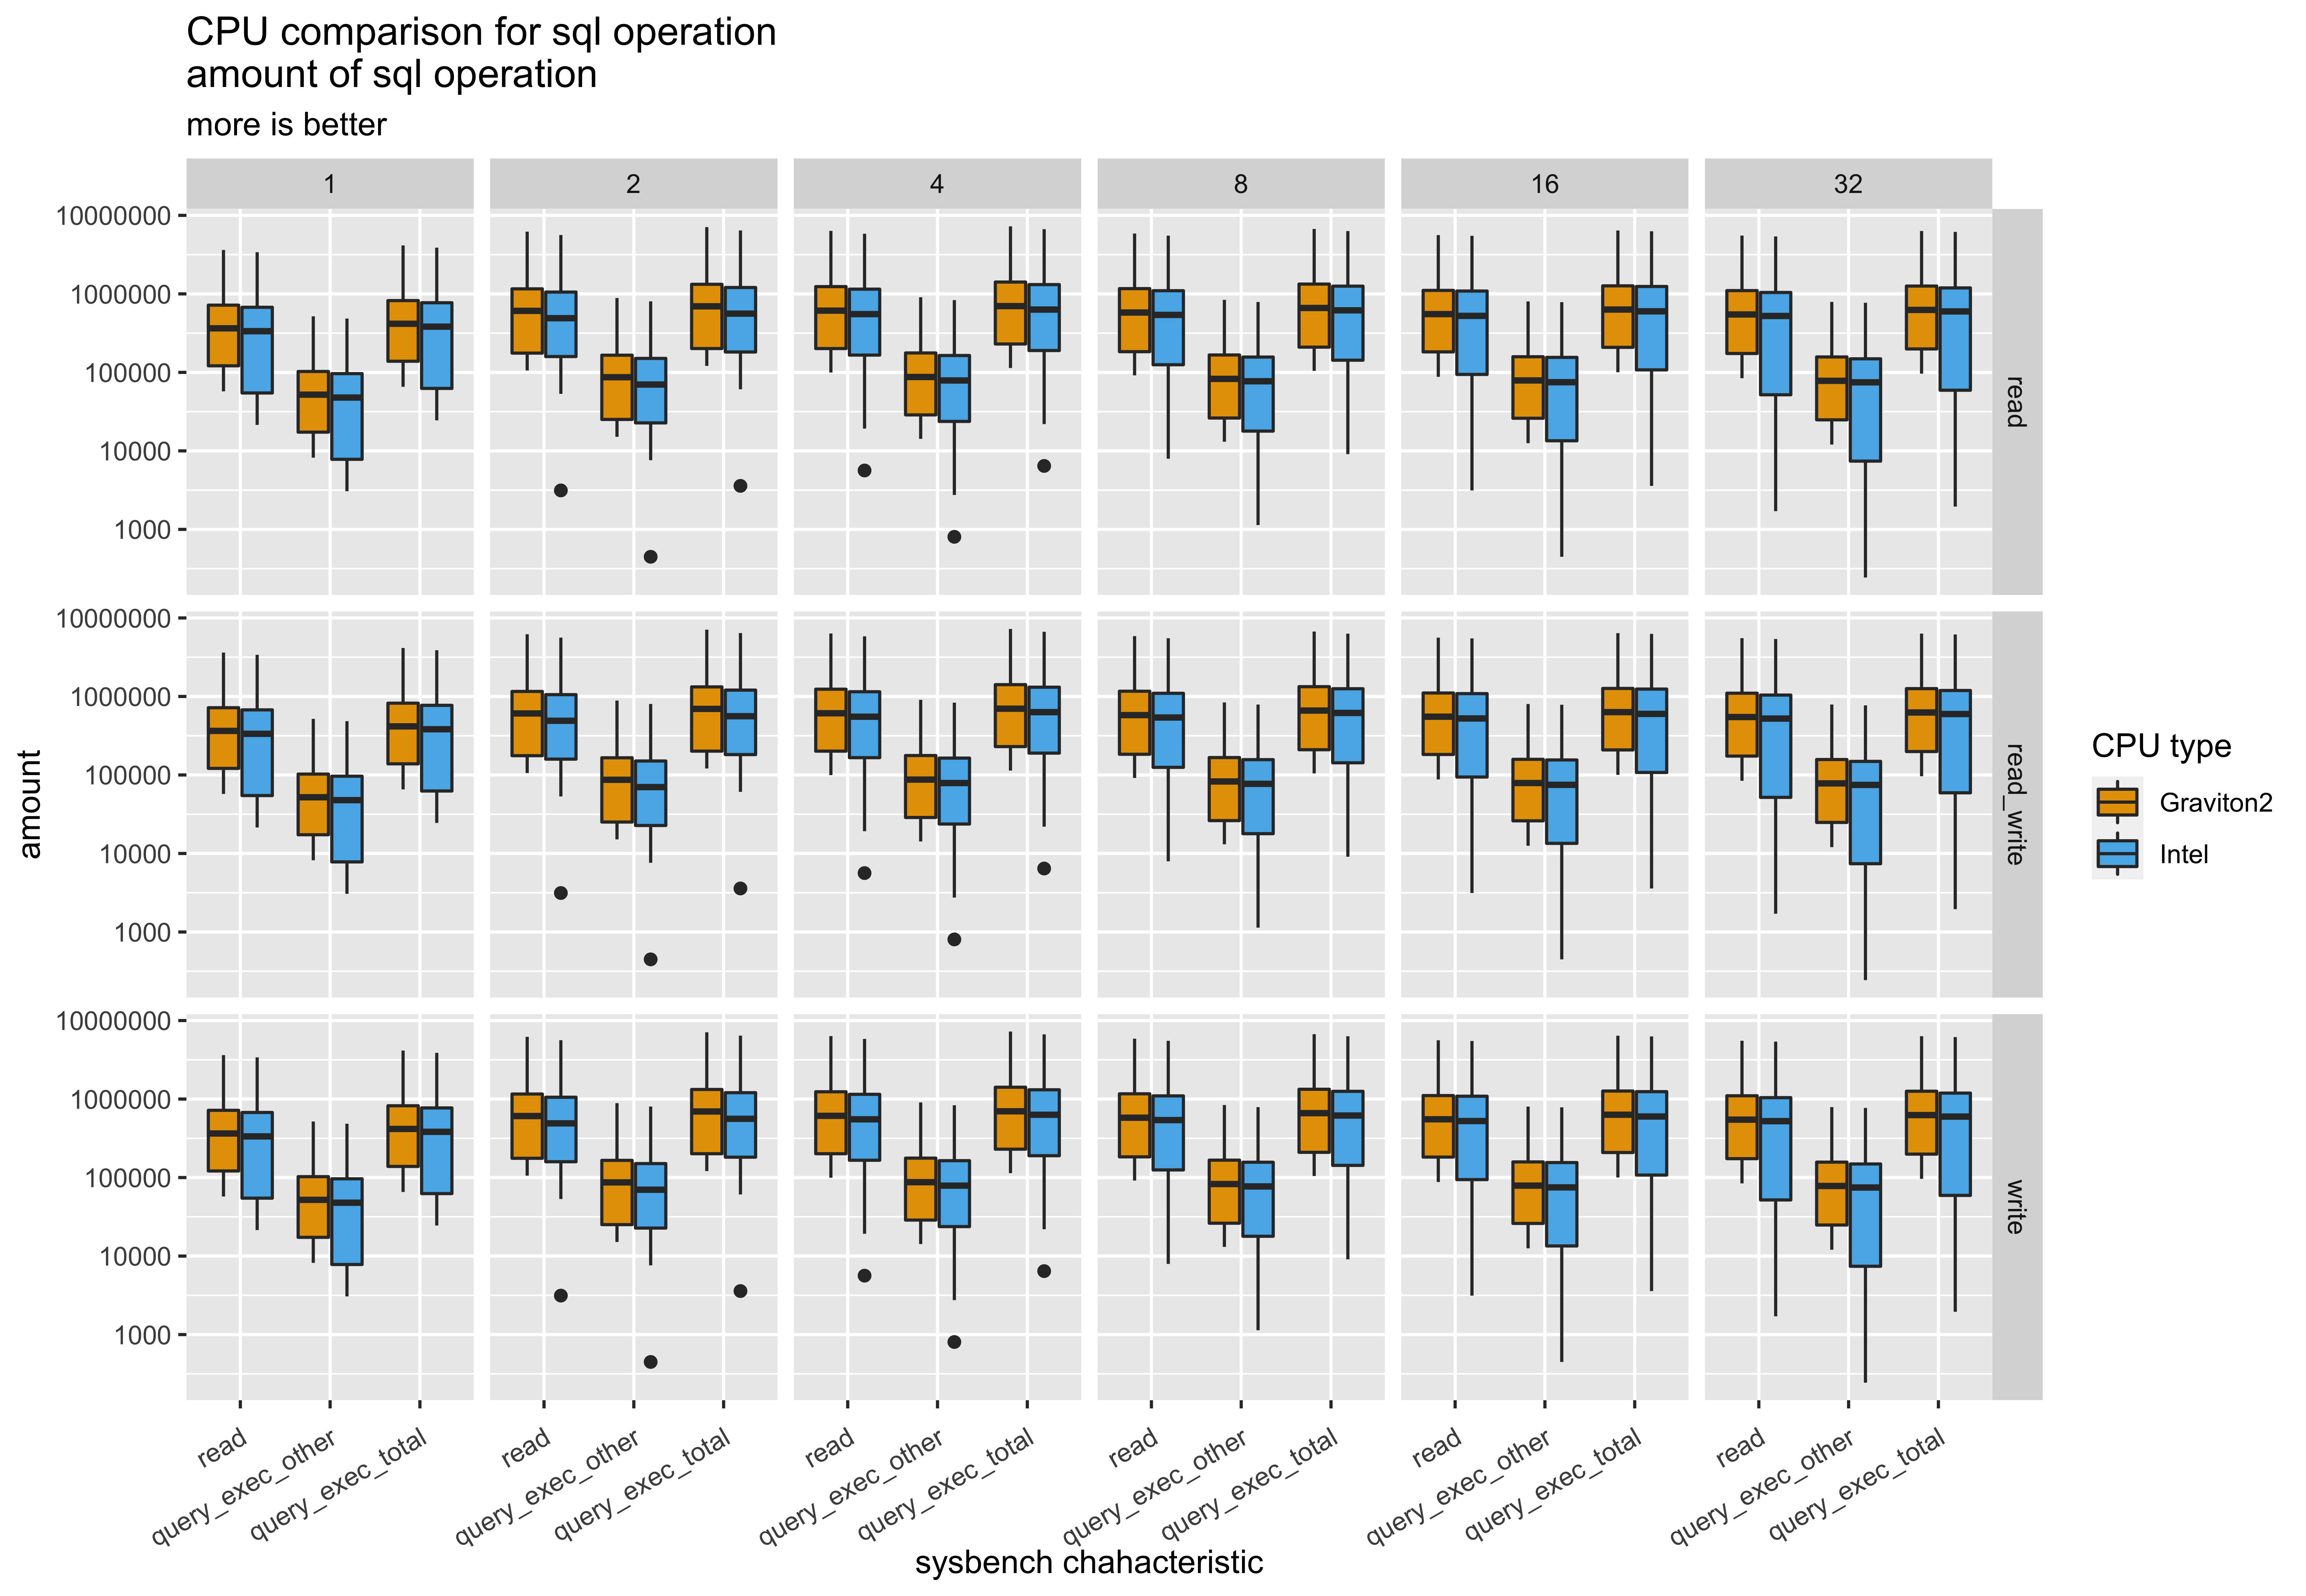 CPU comparison for sql operation
amount of sql operation
more is better
1
2
4
8
16
32
10000000
1000000
100000
10000
1000
read
10000000
1000000
100000
10000
1000
read_write
10000000
1000000
100000
10000
1000
write
amount
read
query_exec_other
query_exec_total
read
query_exec_other
query_exec_total
read
query_exec_other
query_exec_total
read
query_exec_other
query_exec_total
read
query_exec_other
query_exec_total
read
query_exec_other
query_exec_total
sysbench chahacteristic
CPU type
Graviton2
Intel